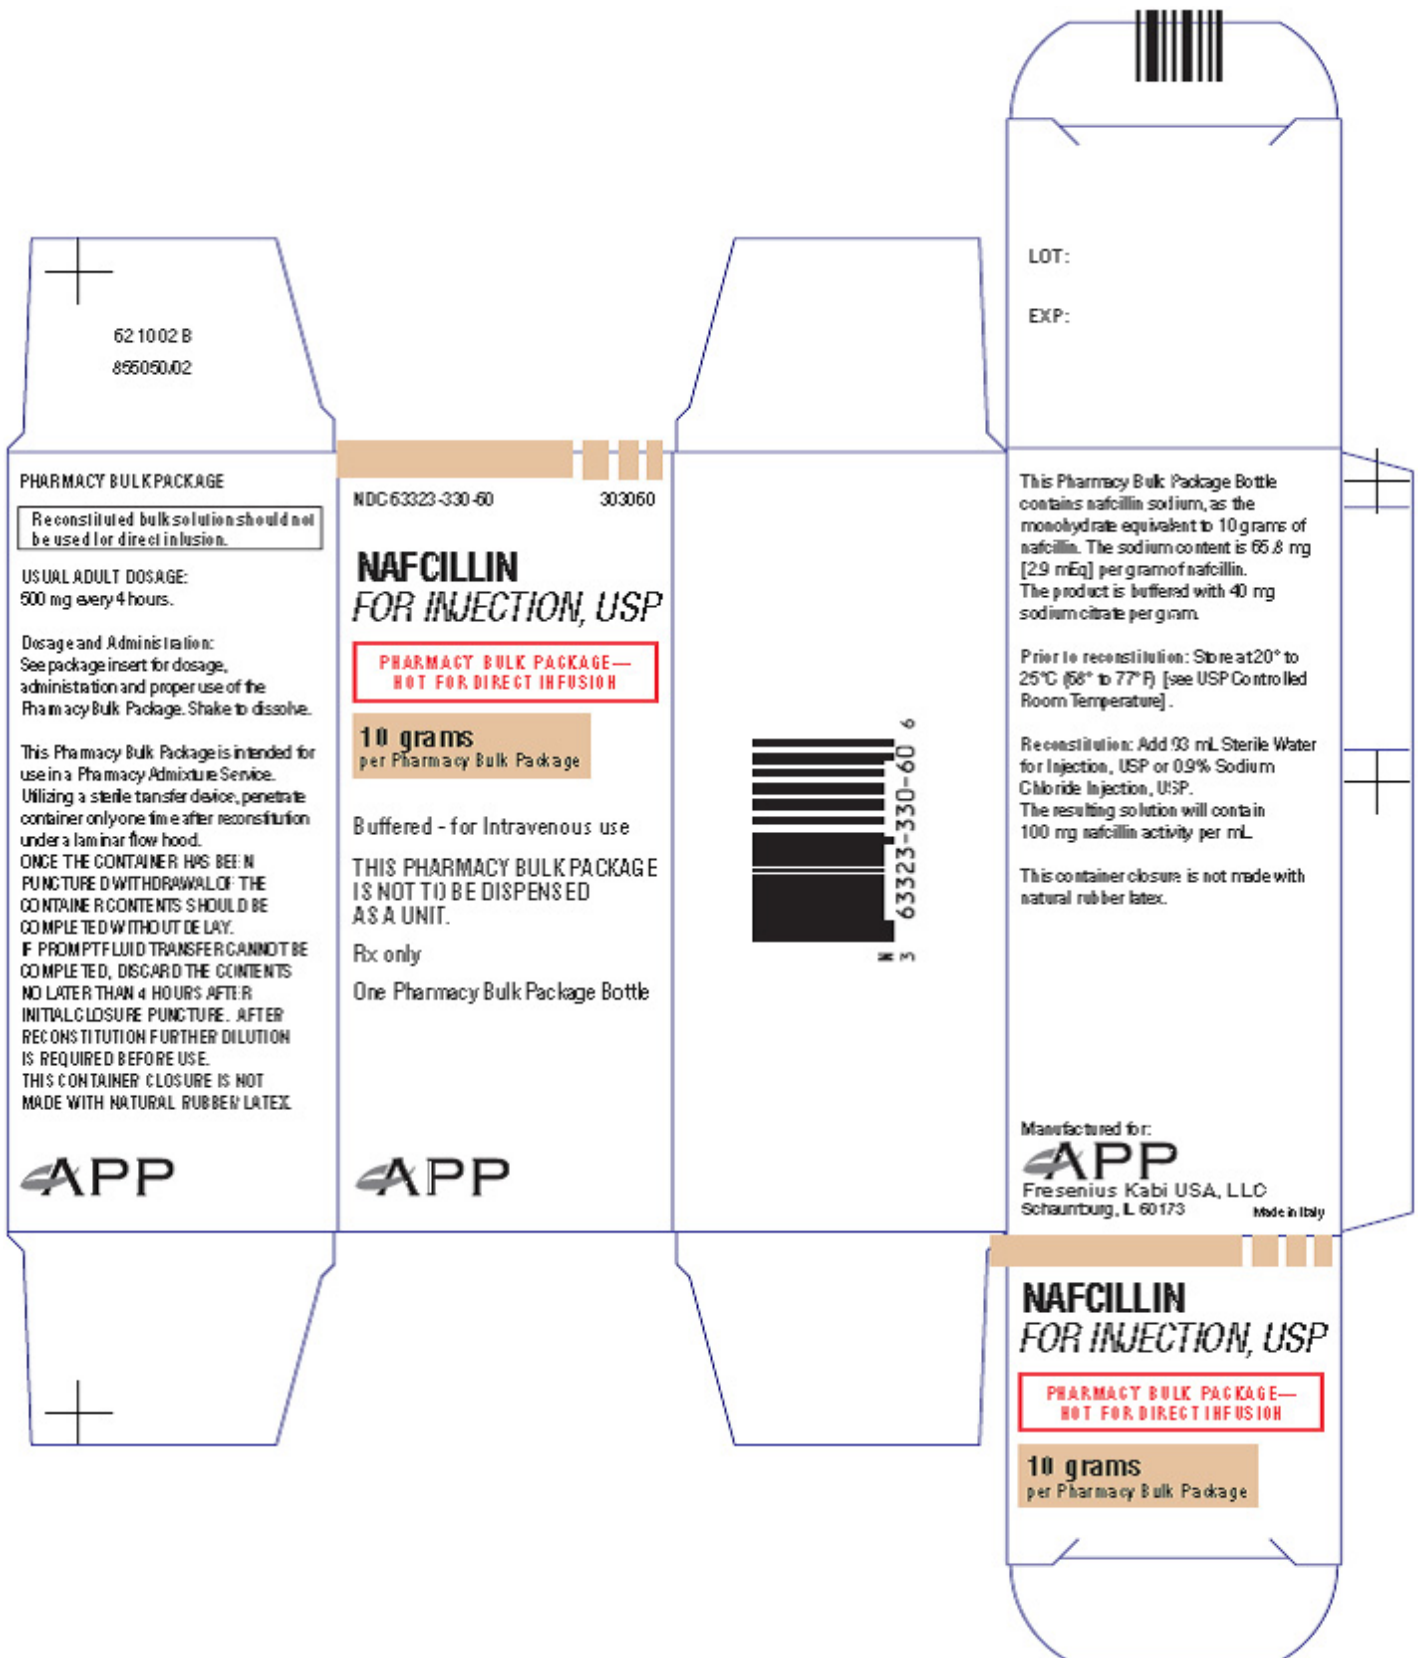 LOT:
EXP:
62 1002 B
855050/02
PHARMACY BULK PACKAGE
Reconstituted bulk solution should not
be used for direct infusion.
USUAL ADULT DOSAGE:
500 mg every 4 hours.
Dosage and Administration:
See package insert for dosage,
administration and proper use of the
Pharmacy Bulk Package. Shake to dissolve.
This Pharmacy Bulk Package is intended for
use in a Pharmacy Admixture Service.
Utilizing a sterile transfer device, penetrate
container only one time after reconstitution
under a laminar flow hood.
ONCE THE CONTAINER HAS BEEN
PUNCTURED WITHDRAWAL OF THE
CONTAINER CONTENTS SHOULD BE
COMPLETED WITHOUT DELAY.
IF PROMPT FLUID TRANSFER CANNOT BE
COMPLETED, DISCARD THE CONTENTS
NO LATER THAN 4 HOURS AFTER
INITIAL CLOSURE PUNCTURE. AFTER
RECONSTITUTION FURTHER DILUTION
IS REQUIRED BEFORE USE.
THIS CONTAINER CLOSURE IS NOT
MADE WITH NATURAL RUBBER LATEX.
APP
NDC 63323-330-60 303060
NAFCILLIN
FOR INJECTION, USP
PHARMACY BULK PACKAGE—
NOT FOR DIRECT INFUSION
10 grams
per Pharmacy Bulk Package
Buffered - for Intravenous use
THIS PHARMACY BULK PACKAGE
IS NOT TO BE DISPENSED
AS A UNIT.
Rx only
One Pharmacy Bulk Package Bottle
APP
N 3 63323-330-60 6
This Pharmacy Bulk Package Bottle
contains nafcillin sodium, as the
monohydrate equivalent to 10 grams of
nafcillin. The sodium content is 65.8 mg
[2.9 mEq] per gram of nafcillin.
The product is buffered with 40 mg
sodium citrate per gram.
Prior to reconstitution: Store at 20° to
25°C (68° to 77°F) [see USP Controlled
Room Temperature].
Reconstitution: Add 93 mL Sterile Water
for Injection, USP or 0.9% Sodium
Chloride Injection, USP.
The resulting solution will contain
100 mg nafcillin activity per mL.
This container closure is not made with
natural rubber latex.
Manufactured for:
APP
Fresenius Kabi USA, LLC
Schaumburg, IL 60173 Made in Italy
NAFCILLIN
FOR INJECTION, USP
PHARMACY BULK PACKAGE—
NOT FOR DIRECT INFUSION
10 grams
per Pharmacy Bulk Package